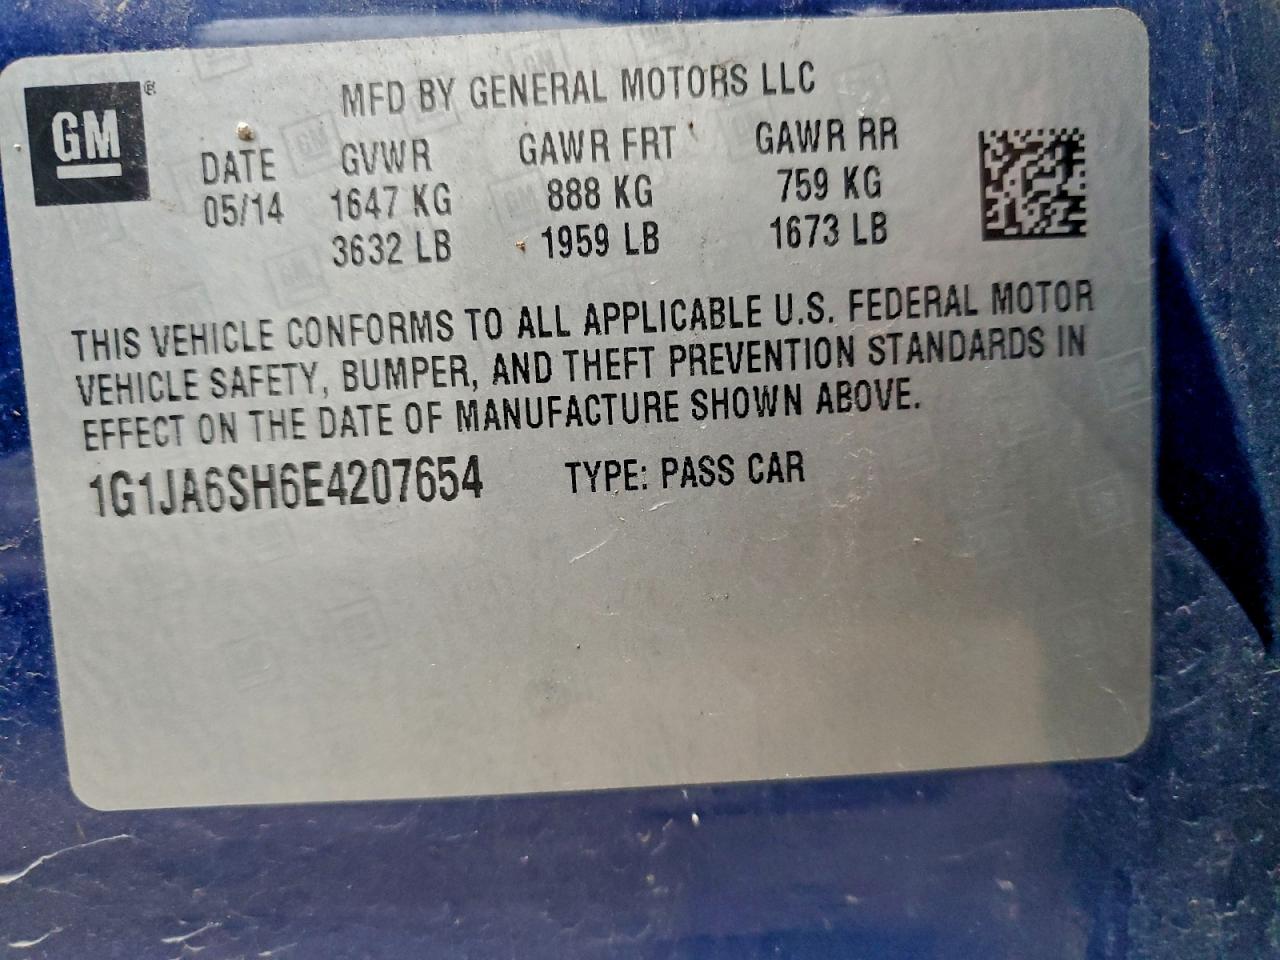 GM ®
MFD BY GENERAL MOTORS LLC
DATE GVWR GAWR FRT GAWR RR
05/14 1647 KG 888 KG 759 KG
3632 LB 1959 LB 1673 LB
THIS VEHICLE CONFORMS TO ALL APPLICABLE U.S. FEDERAL MOTOR
VEHICLE SAFETY, BUMPER, AND THEFT PREVENTION STANDARDS IN
EFFECT ON THE DATE OF MANUFACTURE SHOWN ABOVE.
1G1JA6SH6E4207654 TYPE: PASS CAR